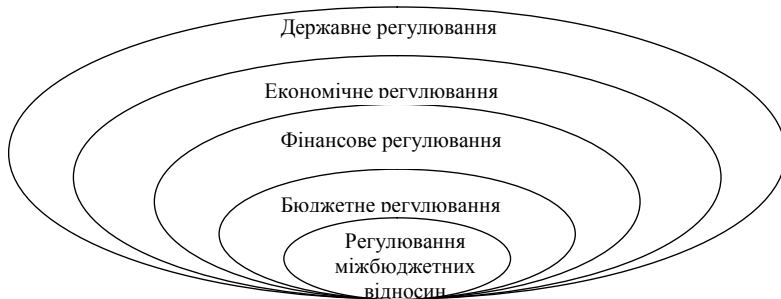 Державне регулювання
Економічне регулювання
Фінансове регулювання
Бюджетне регулювання
Регулювання
міжбюджетних
відносин